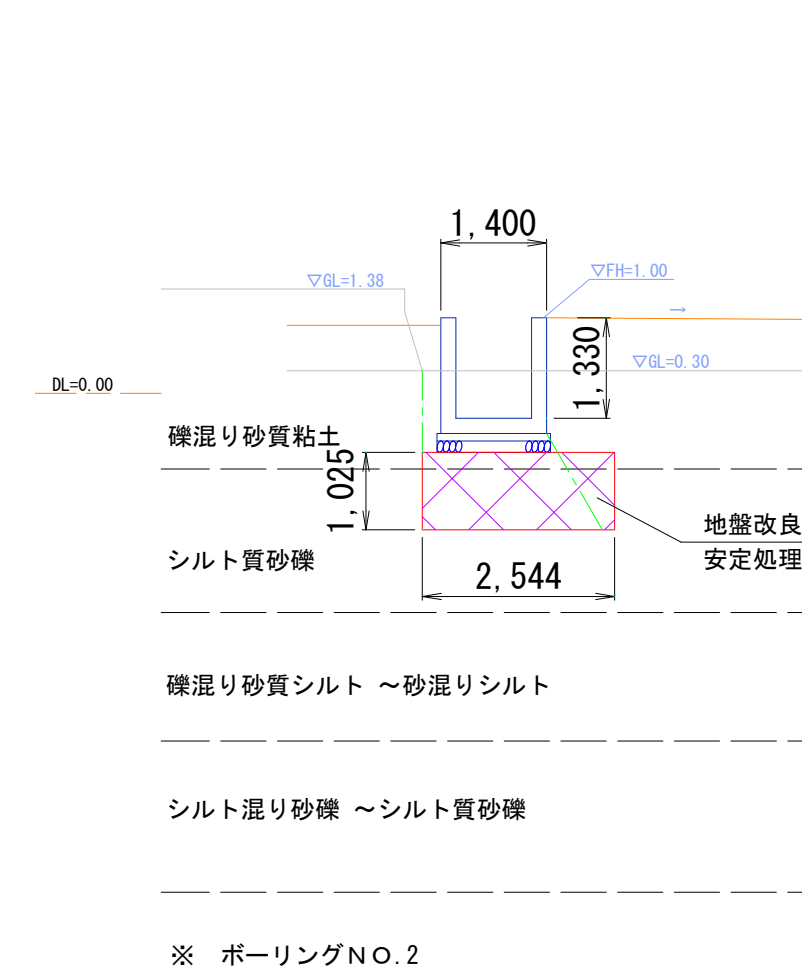 1,400
▽GL=1.38
▽FH=1.00
→
1,330
▽GL=0.30
DL=0.00
礫混り砂質粘土
1,025
地盤改良
安定処理
シルト質砂礫
2,544
礫混り砂質シルト ～砂混りシルト
シルト混り砂礫 ～シルト質砂礫
※ ボーリングＮＯ.2